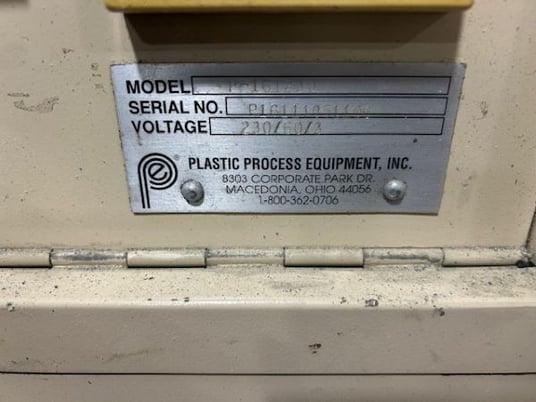 MODEL
SERIAL NO.
VOLTAGE 230/60/3
PLASTIC PROCESS EQUIPMENT, INC.
8303 CORPORATE PARK DR.
MACEDONIA, OHIO 44056
1-800-362-0706